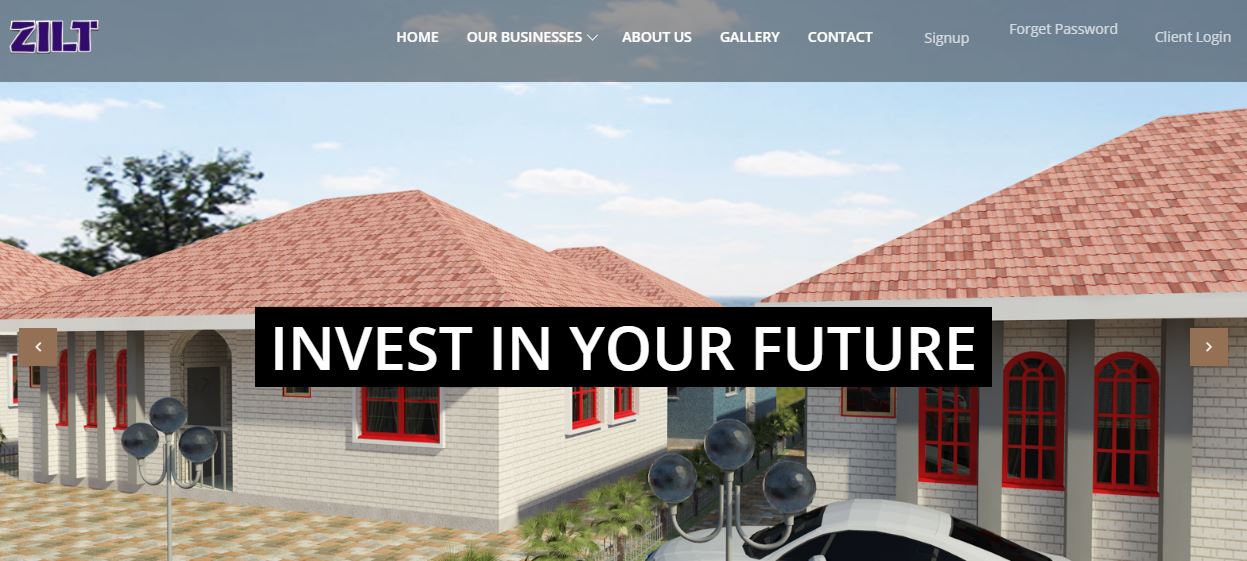 ZILT
HOME OUR BUSINESSES ABOUT US GALLERY CONTACT Signup Forget Password Client Login
INVEST IN YOUR FUTURE